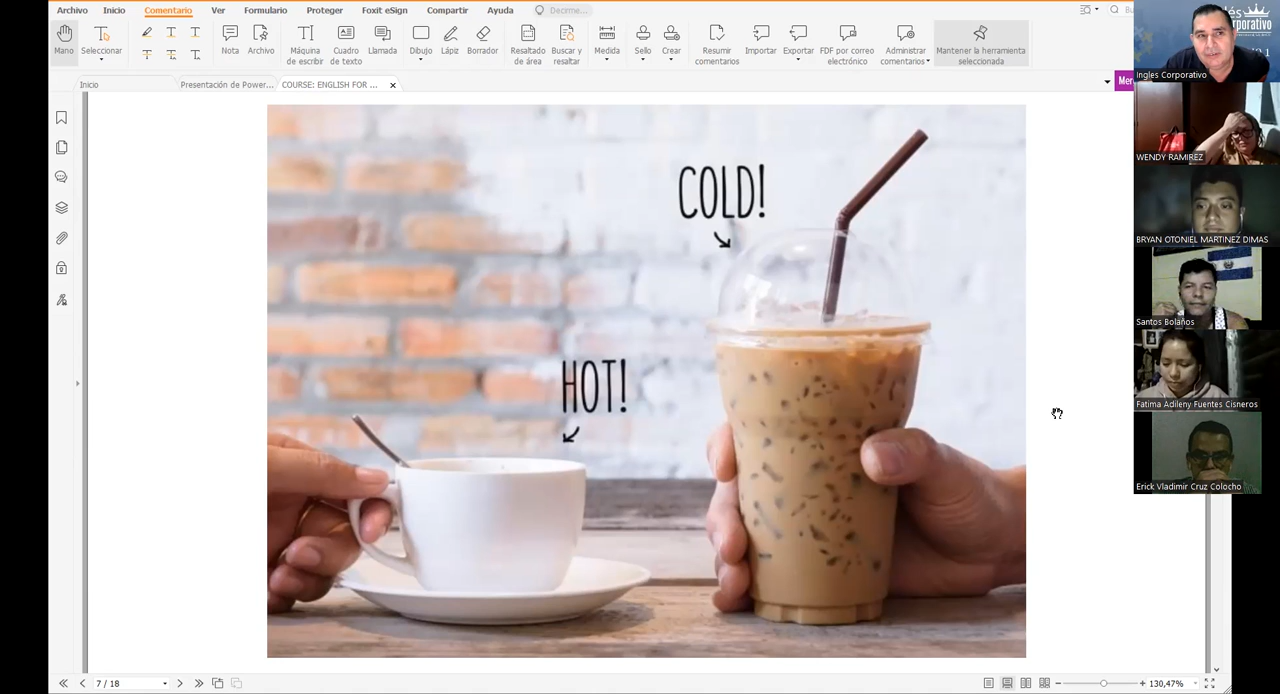 Archivo Inicio Comentario Ver Formulario Proteger Foxit eSign Compartir Ayuda Decirme...
Mano
Seleccionar
Nota
Archivo
Máquina
de escribir
Cuadro
de texto
Llamada
Dibujo
Lápiz
Borrador
Resaltado
de área
Buscar y
resaltar
Medida
Sello
Crear
Resumir
comentarios
Importar
Exportar
FDF por correo
electrónico
Administrar
comentarios
Mantener la herramienta
seleccionada
Inicio
Presentación de Power...
COURSE: ENGLISH FOR ...
COLD!
HOT!
Ingles Corporativo
WENDY RAMIREZ
BRYAN OTONIEL MARTINEZ DIMAS
Santos Bolaños
Fatima Adileny Fuentes Cisneros
Erick Vladimir Cruz Colocho
7 / 18
130,47%